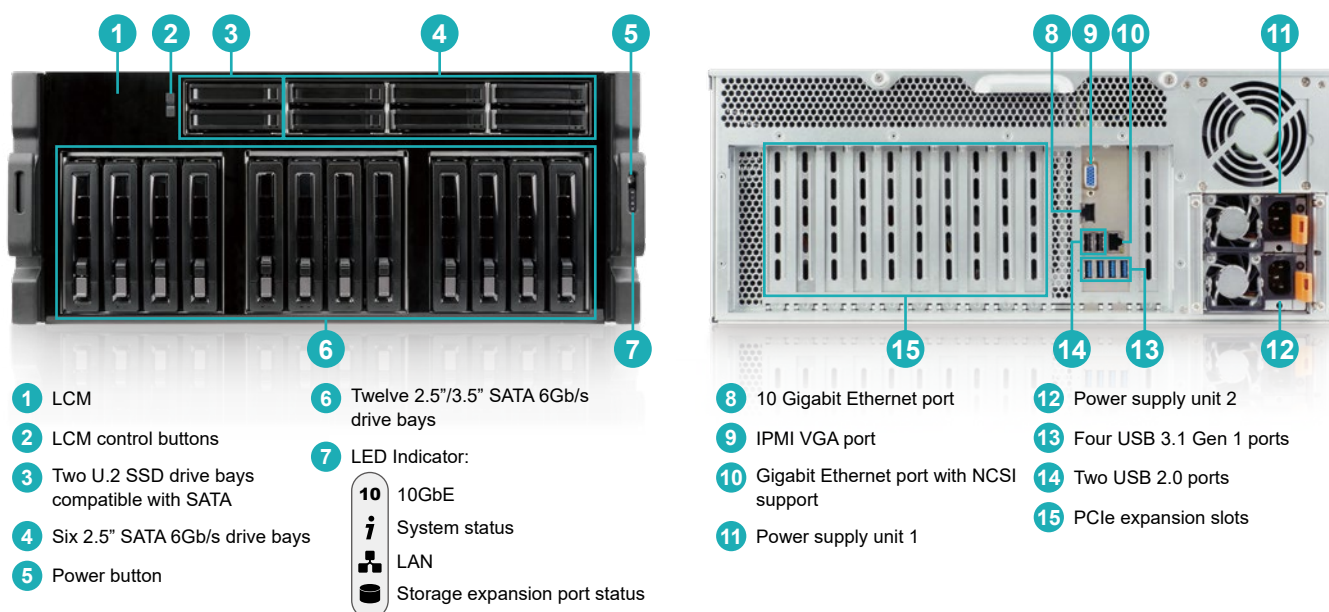 1 2 3 4 5
6 7
1 LCM
2 LCM control buttons
3 Two U.2 SSD drive bays
compatible with SATA
4 Six 2.5” SATA 6Gb/s drive bays
5 Power button
6 Twelve 2.5”/3.5” SATA 6Gb/s
drive bays
7 LED Indicator:
10 10GbE
i System status
LAN
Storage expansion port status
8 9 10 11
15 14 13 12
8 10 Gigabit Ethernet port
9 IPMI VGA port
10 Gigabit Ethernet port with NCSI
support
11 Power supply unit 1
12 Power supply unit 2
13 Four USB 3.1 Gen 1 ports
14 Two USB 2.0 ports
15 PCIe expansion slots